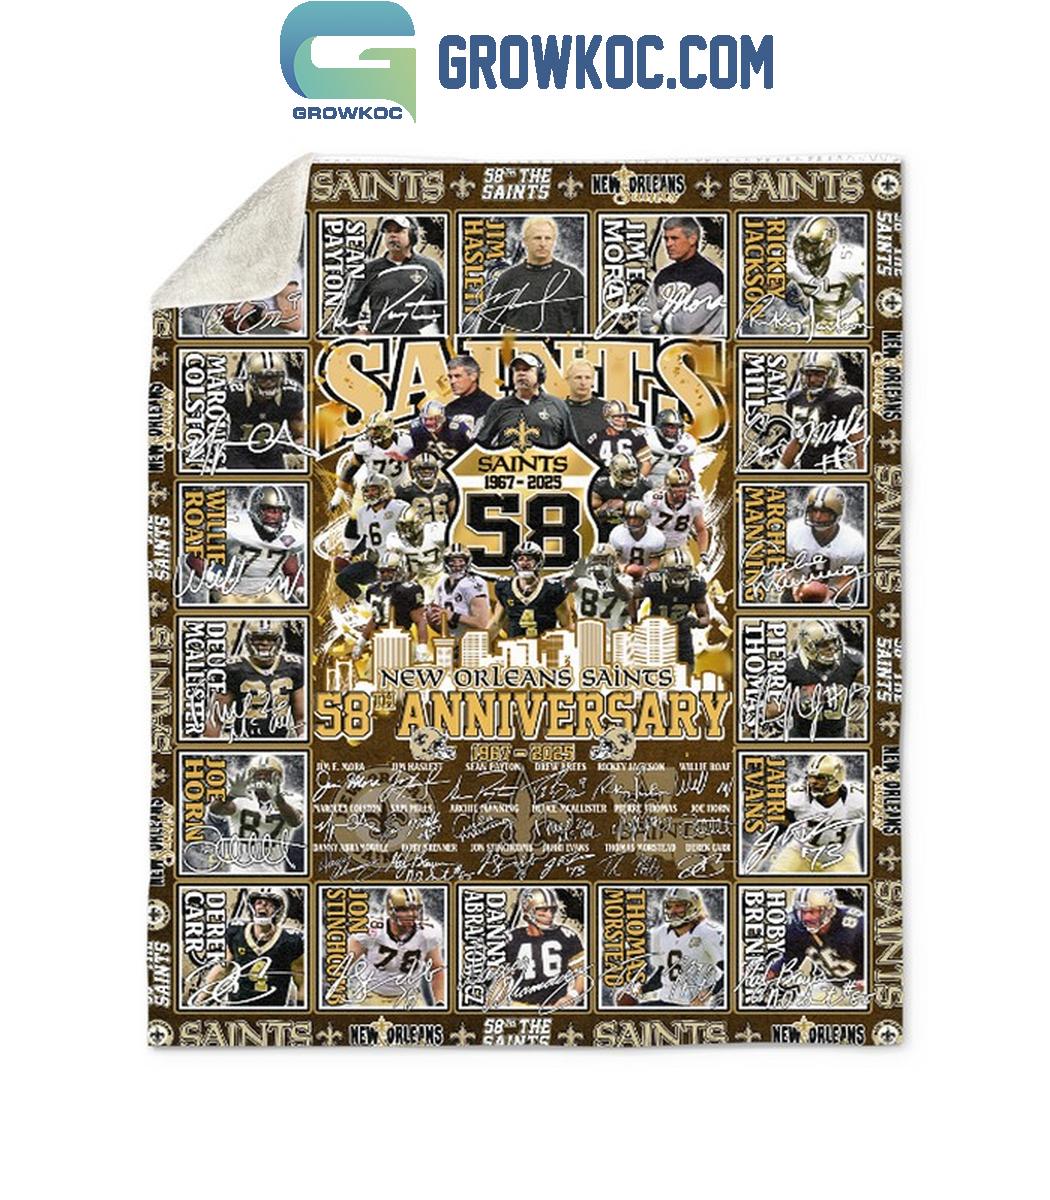 GROWKOC
GROWKOC.COM
SAINTS 58TH THE SAINTS NEW ORLEANS Saints SAINTS
SEAN PAYTON
JIM HASLETT
JIM E. MORA
RICKEY JACKSON
SAINTS
MARQUES COLSTON
SAM MILLS
SAINTS
1967-2025
58
WILLIE ROAF
ARCHIE MANNING
DEUCE MCALLISTER
PIERRE THOMAS
NEW ORLEANS SAINTS
58TH ANNIVERSARY
1967-2025
JOE HORN
JAHRI EVANS
JIM E. MORA JIM HASLETT SEAN PAYTON DREW BREES RICKEY JACKSON WILLIE ROAF
MARQUES COLSTON SAM MILLS ARCHIE MANNING DEUCE MCALLISTER PIERRE THOMAS JOE HORN
DANNY ABRAMOWICZ HOBY BRENNER JON STINCHCOMB JAHRI EVANS THOMAS MORSTEAD DEREK CARR
DEREK CARR
JON STINCHCOMB
DANNY ABRAMOWICZ
THOMAS MORSTEAD
HOBY BRENNER
SAINTS NEW ORLEANS 58TH THE SAINTS SAINTS NEW ORLEANS